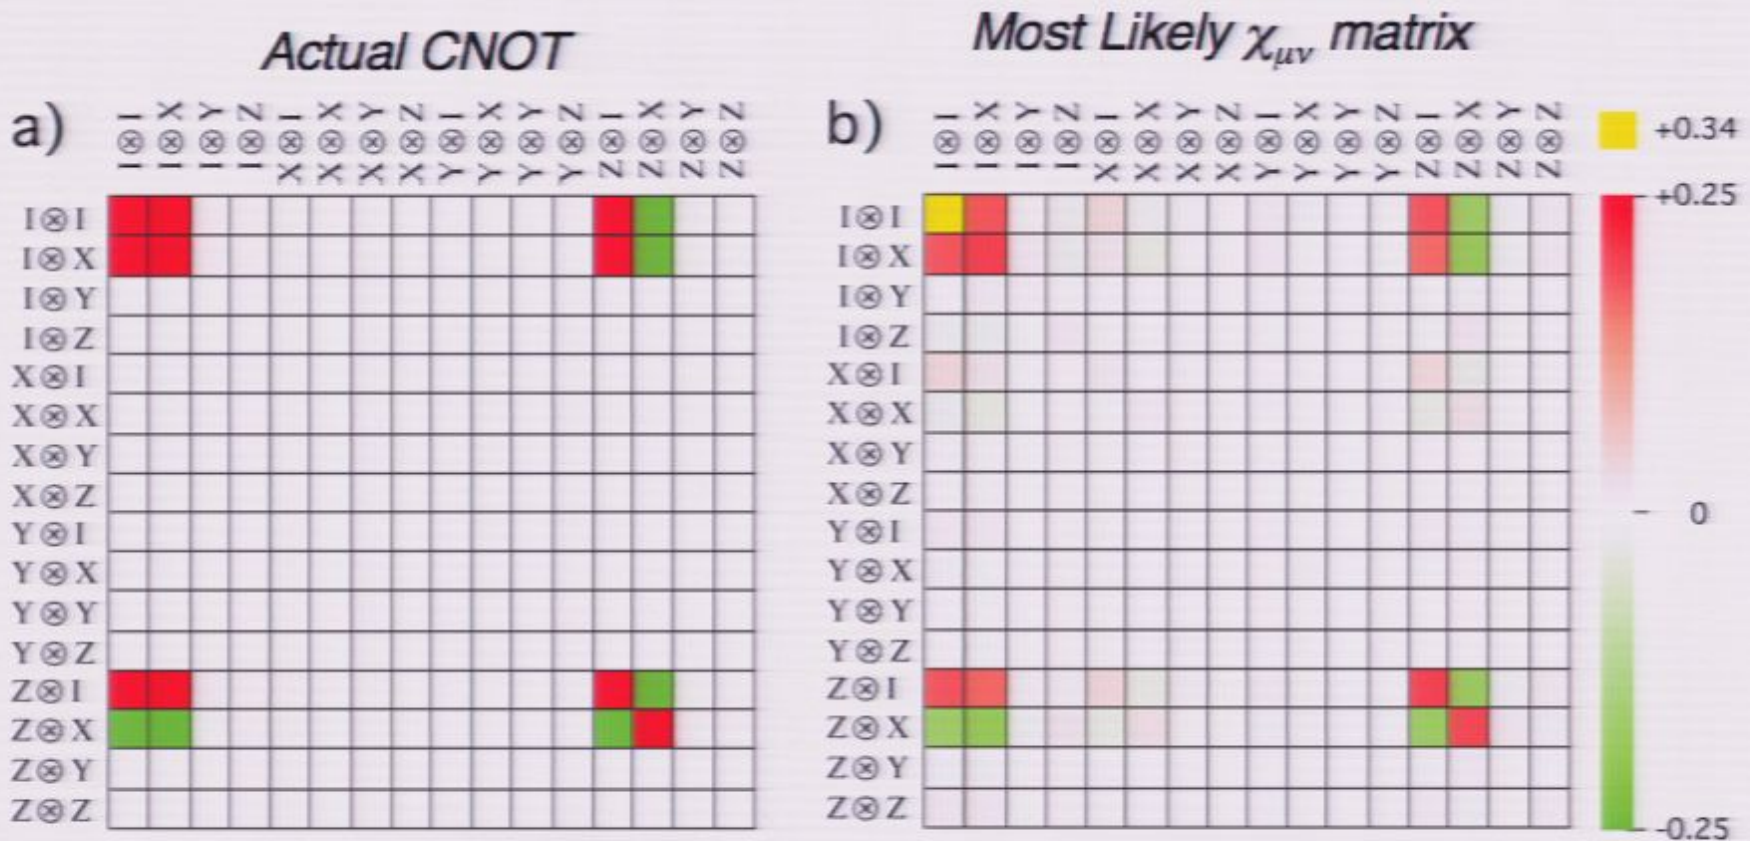 Actual CNOT
Most Likely χμν matrix
a)
I⊗I I⊗X I⊗Y I⊗Z X⊗I X⊗X X⊗Y X⊗Z Y⊗I Y⊗X Y⊗Y Y⊗Z Z⊗I Z⊗X Z⊗Y Z⊗Z
I⊗I
I⊗X
I⊗Y
I⊗Z
X⊗I
X⊗X
X⊗Y
X⊗Z
Y⊗I
Y⊗X
Y⊗Y
Y⊗Z
Z⊗I
Z⊗X
Z⊗Y
Z⊗Z
b)
I⊗I I⊗X I⊗Y I⊗Z X⊗I X⊗X X⊗Y X⊗Z Y⊗I Y⊗X Y⊗Y Y⊗Z Z⊗I Z⊗X Z⊗Y Z⊗Z
I⊗I
I⊗X
I⊗Y
I⊗Z
X⊗I
X⊗X
X⊗Y
X⊗Z
Y⊗I
Y⊗X
Y⊗Y
Y⊗Z
Z⊗I
Z⊗X
Z⊗Y
Z⊗Z
+0.34
+0.25
0
-0.25